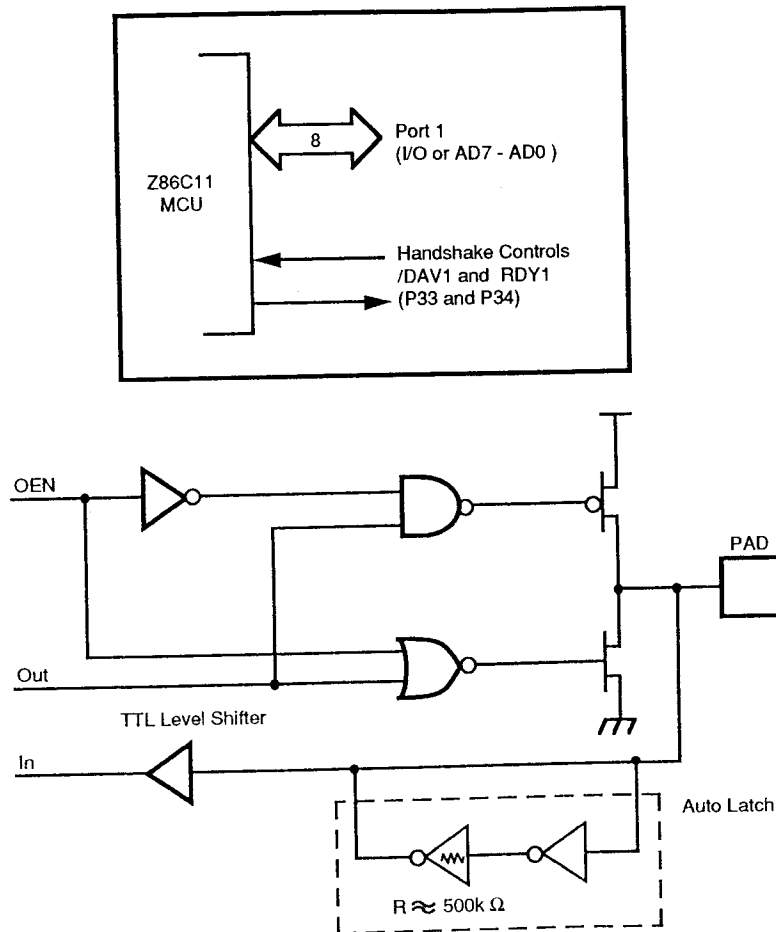 Z86C11
MCU
8
Port 1
(I/O or AD7 - AD0 )
Handshake Controls
/DAV1 and RDY1
(P33 and P34)
OEN
PAD
Out
TTL Level Shifter
In
Auto Latch
R ≈ 500k Ω